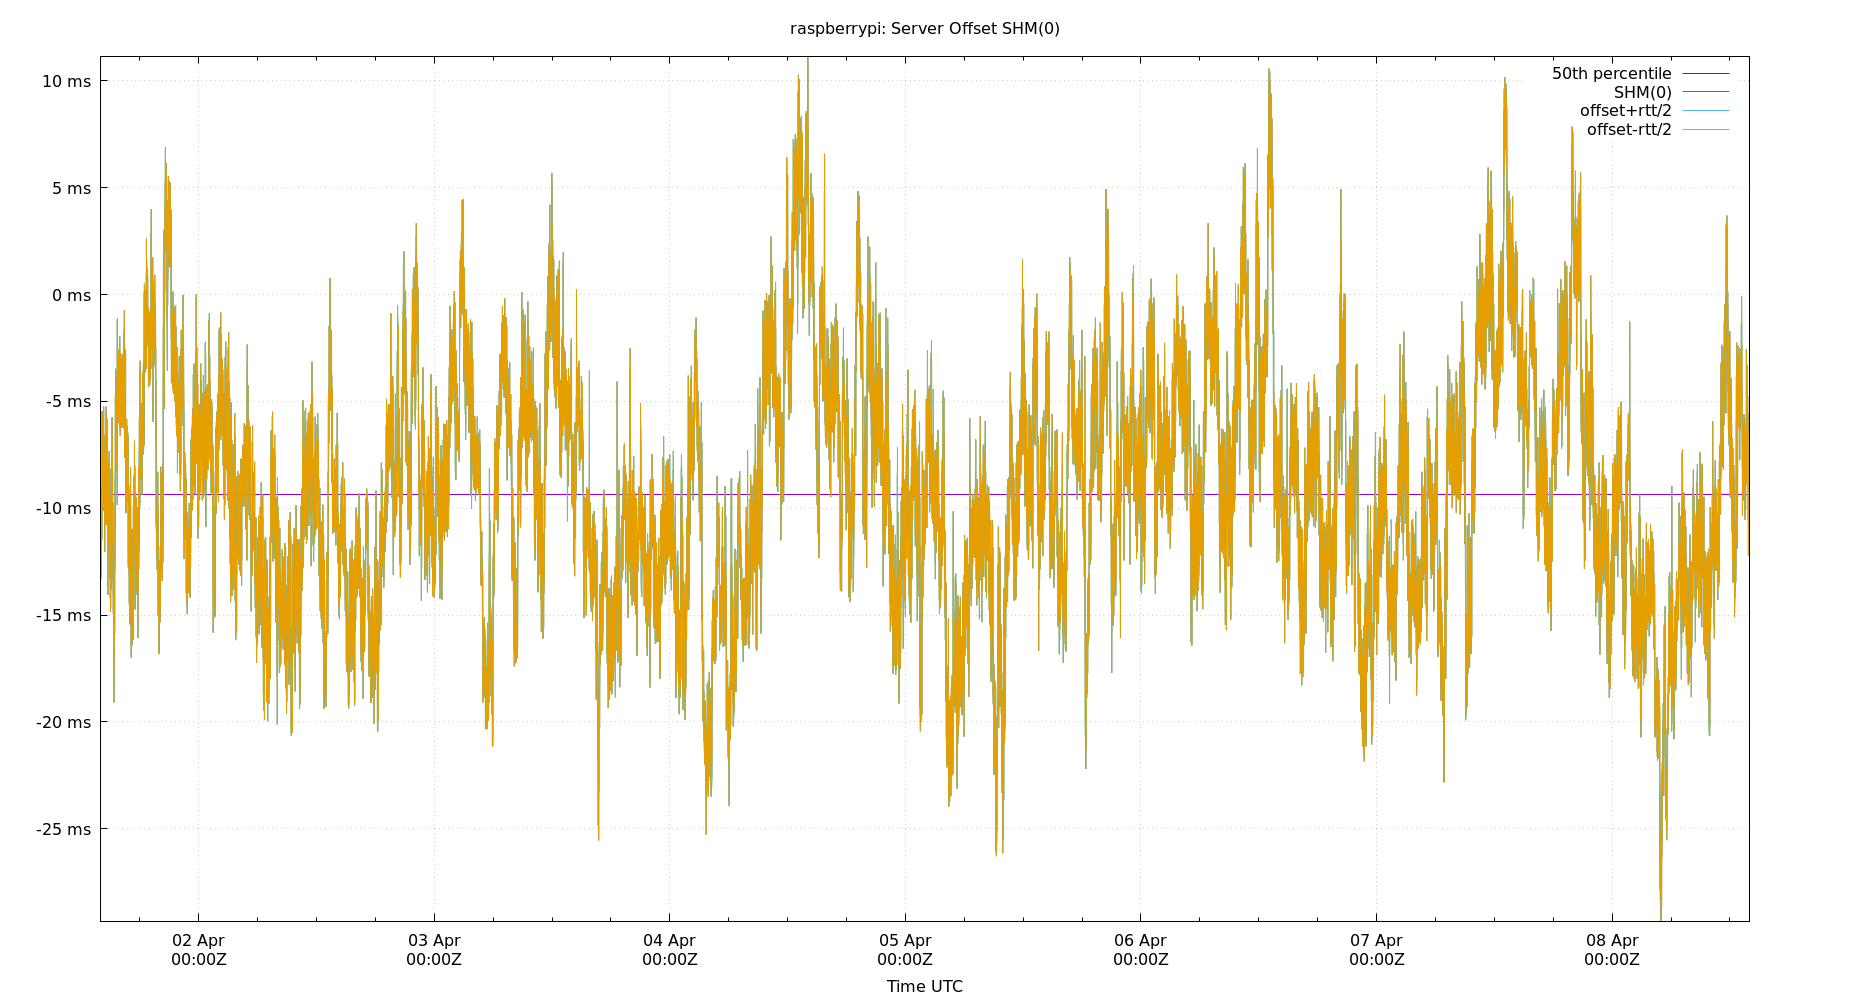 raspberrypi: Server Offset SHM(0)
10 ms
5 ms
0 ms
-5 ms
-10 ms
-15 ms
-20 ms
-25 ms
50th percentile
SHM(0)
offset+rtt/2
offset-rtt/2
02 Apr
00:00Z
03 Apr
00:00Z
04 Apr
00:00Z
05 Apr
00:00Z
06 Apr
00:00Z
07 Apr
00:00Z
08 Apr
00:00Z
Time UTC